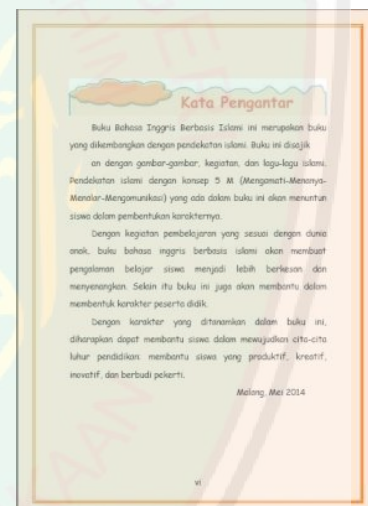 Kata Pengantar
Buku Bahasa Inggris Berbasis Islami ini merupakan buku
yang dikembangkan dengan pendekatan islami. Buku ini disajik
an dengan gambar-gambar, kegiatan, dan lagu-lagu islami.
Pendekatan islami dengan konsep 5 M (Mengamati-Menanya-
Menalar-Mengomunikasi) yang ada dalam buku ini akan menuntun
siswa dalam pembentukan karakternya.
Dengan kegiatan pembelajaran yang sesuai dengan dunia
anak, buku bahasa inggris berbasis islami akan membuat
pengalaman belajar siswa menjadi lebih berkesan dan
menyenangkan. Selain itu buku ini juga akan membantu dalam
membentuk karakter peserta didik.
Dengan karakter yang ditanamkan dalam buku ini,
diharapkan dapat membantu siswa dalam mewujudkan cita-cita
luhur pendidikan: membantu siswa yang produktif, kreatif,
inovatif, dan berbudi pekerti.
Malang, Mei 2014
vi